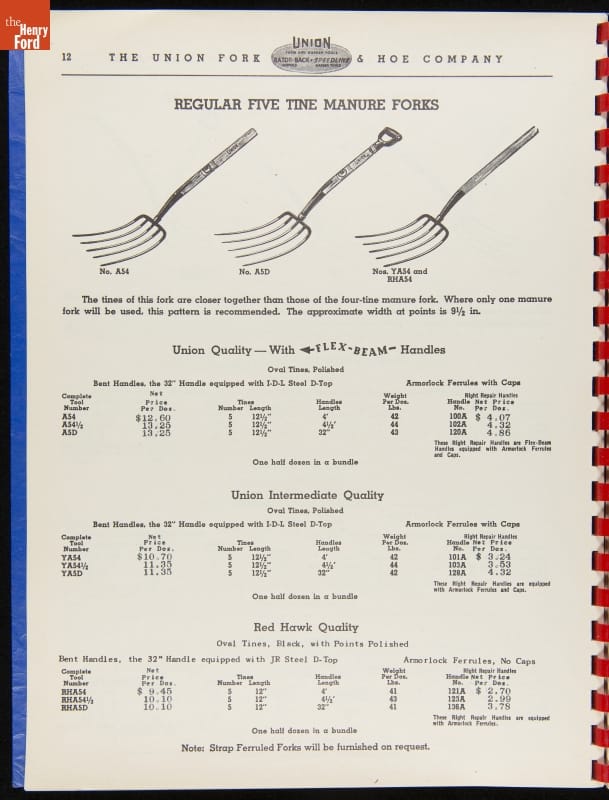 the
Henry
Ford
12 THE UNION FORK & HOE COMPANY
UNION
RAZOR-BACK SPEEDLINE
REGULAR FIVE TINE MANURE FORKS
No. A54 No. A5D Nos. YA54 and
RHA54
The tines of this fork are closer together than those of the four-tine manure fork. Where only one manure
fork will be used, this pattern is recommended. The approximate width at points is 9½ in.
Union Quality — With FLEX-BEAM Handles
Oval Tines, Polished
Bent Handles, the 32" Handle equipped with I-D-L Steel D-Top Armorlock Ferrules with Caps
Complete Net Tines Handles Weight Right Repair Handles
Tool Price Number Length Length Per Doz. Handle Net Price
Number Per Doz. Lbs. No. Per Doz.
A54 $12.60 5 12½" 4' 42 100A $ 4.07
A54½ 13.25 5 12½" 4½' 44 102A 4.32
A5D 13.25 5 12½" 32" 43 120A 4.86
These Right Repair Handles are Flex-Beam
Handles equipped with Armorlock Ferrules
and Caps.
One half dozen in a bundle
Union Intermediate Quality
Oval Tines, Polished
Bent Handles, the 32" Handle equipped with I-D-L Steel D-Top Armorlock Ferrules with Caps
Complete Net Tines Handles Weight Right Repair Handles
Tool Price Number Length Length Per Doz. Handle Net Price
Number Per Doz. Lbs. No. Per Doz.
YA54 $10.70 5 12½" 4' 42 101A $ 3.24
YA54½ 11.35 5 12½" 4½' 44 103A 3.53
YA5D 11.35 5 12½" 32" 42 128A 4.32
These Right Repair Handles are equipped
with Armorlock Ferrules and Caps.
One half dozen in a bundle
Red Hawk Quality
Oval Tines, Black, with Points Polished
Bent Handles, the 32" Handle equipped with JR Steel D-Top Armorlock Ferrules, No Caps
Complete Net Tines Handles Weight Right Repair Handles
Tool Price Number Length Length Per Doz. Handle Net Price
Number Per Doz. Lbs. No. Per Doz.
RHA54 $ 9.45 5 12" 4' 41 121A $ 2.70
RHA54½ 10.10 5 12" 4½' 43 125A 2.99
RHA5D 10.10 5 12" 32" 41 136A 3.78
These Right Repair Handles are equipped
with Armorlock Ferrules.
One half dozen in a bundle
Note: Strap Ferruled Forks will be furnished on request.